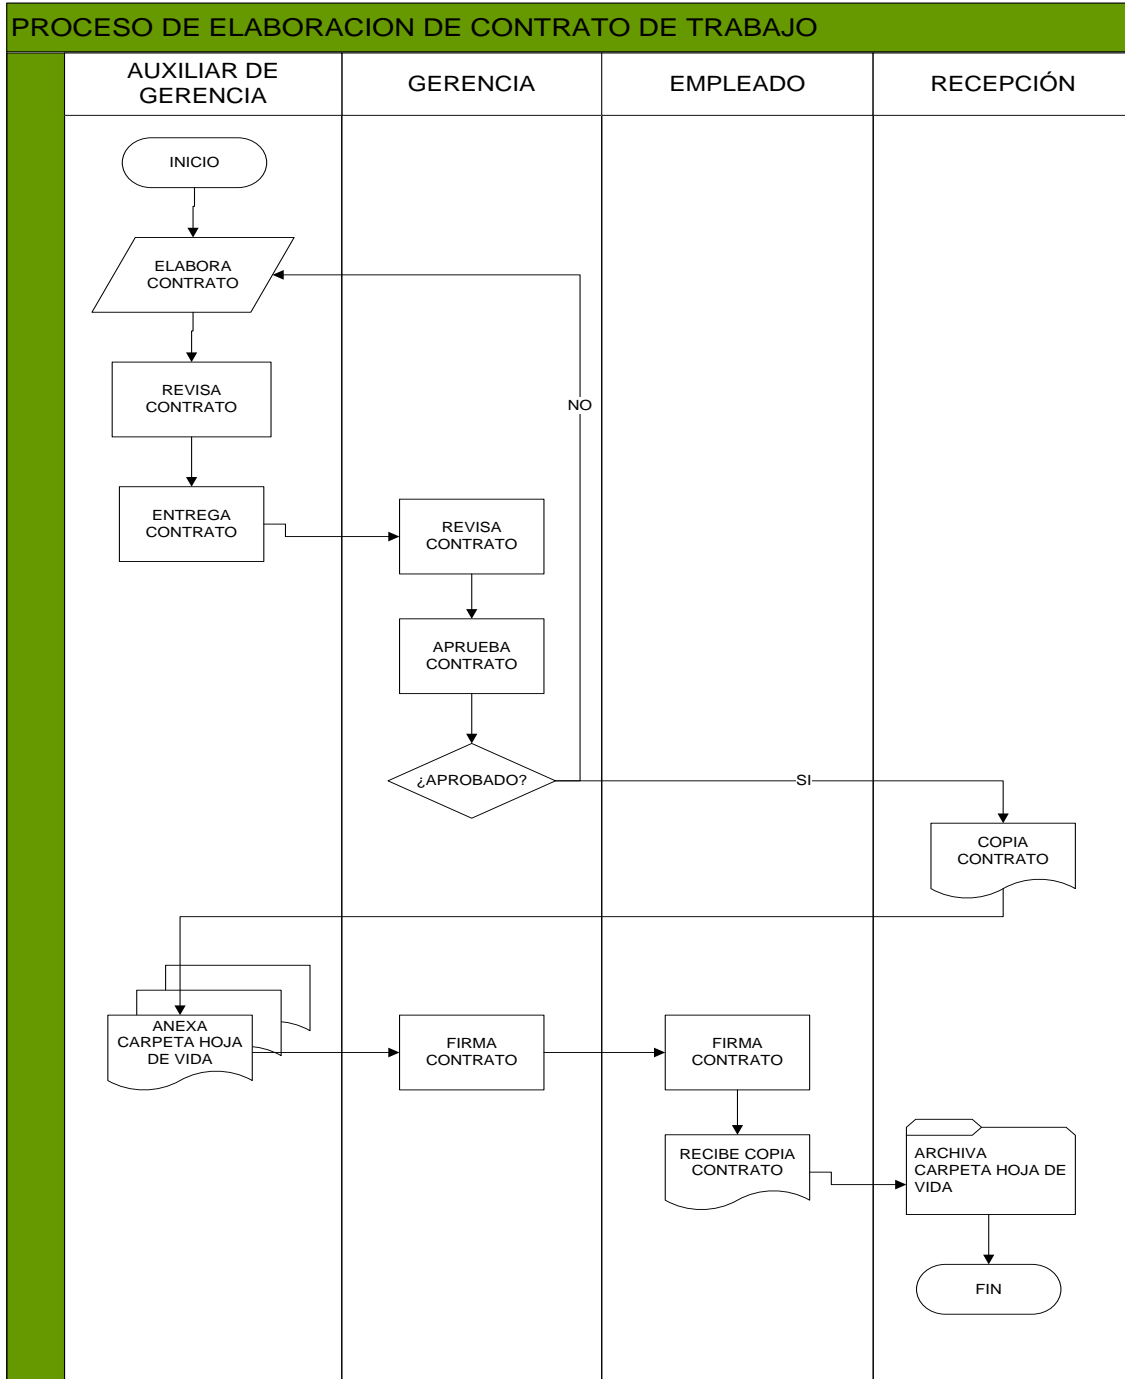 PROCESO DE ELABORACION DE CONTRATO DE TRABAJO
AUXILIAR DE
GERENCIA
GERENCIA
EMPLEADO
RECEPCIÓN
INICIO
ELABORA
CONTRATO
REVISA
CONTRATO
NO
ENTREGA
CONTRATO
REVISA
CONTRATO
APRUEBA
CONTRATO
¿APROBADO?
SI
COPIA
CONTRATO
ANEXA
CARPETA HOJA
DE VIDA
FIRMA
CONTRATO
FIRMA
CONTRATO
RECIBE COPIA
CONTRATO
ARCHIVA
CARPETA HOJA DE
VIDA
FIN